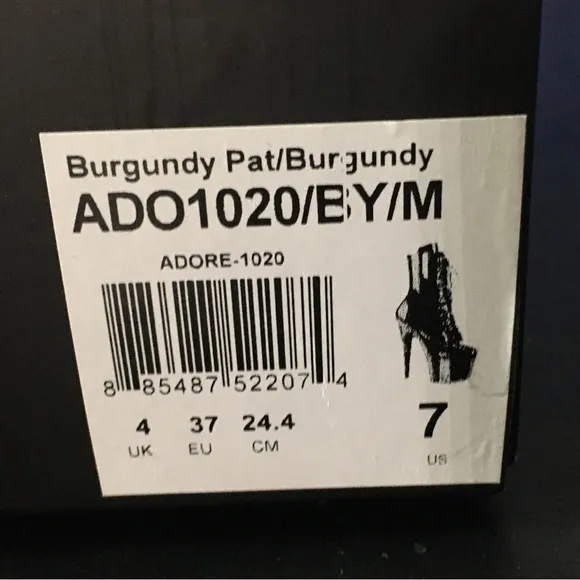 Burgundy Pat/Burgundy
ADO1020/BY/M
ADORE-1020
8 85487 52207 4
4 37 24.4
UK EU CM
7
US